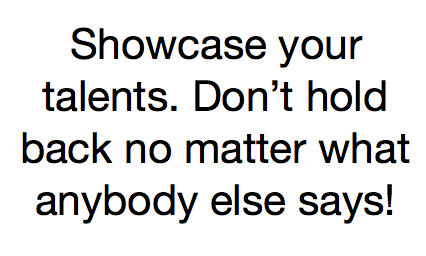 Showcase your
talents. Don’t hold
back no matter what
anybody else says!